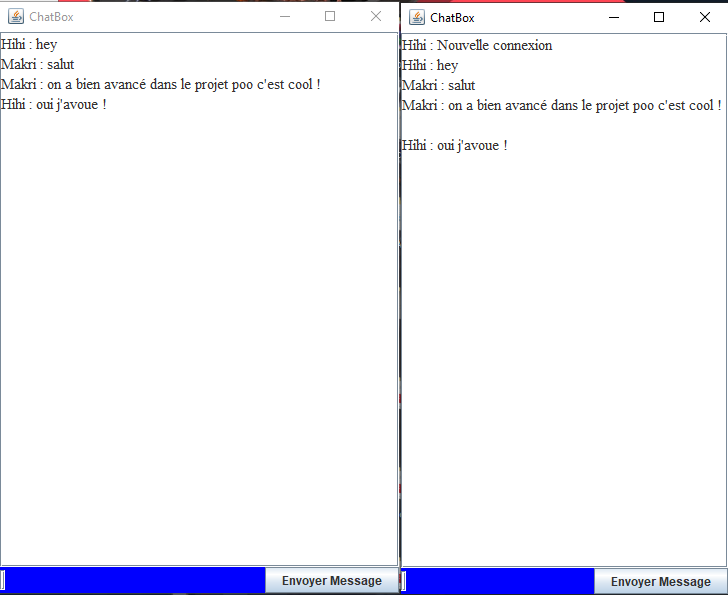 ChatBox
Hihi : hey
Makri : salut
Makri : on a bien avancé dans le projet poo c'est cool !
Hihi : oui j'avoue !
Envoyer Message
ChatBox
Hihi : Nouvelle connexion
Hihi : hey
Makri : salut
Makri : on a bien avancé dans le projet poo c'est cool !
Hihi : oui j'avoue !
Envoyer Message